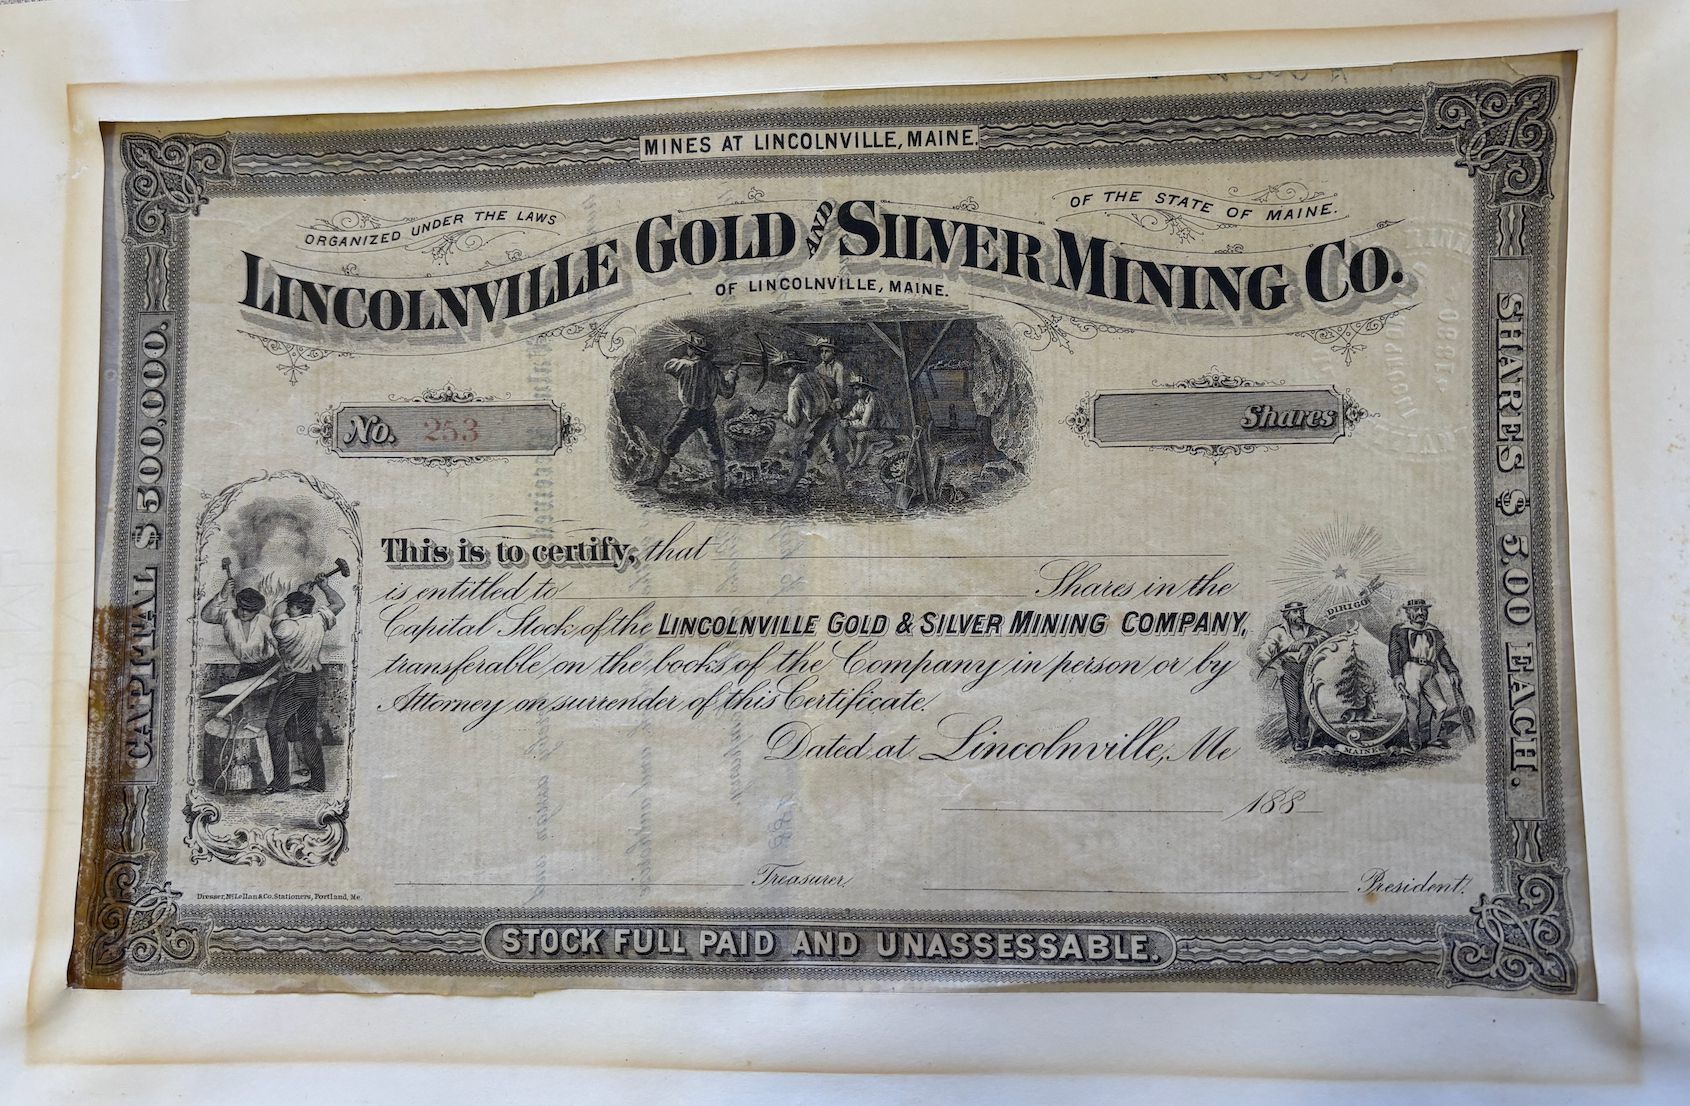 MINES AT LINCOLNVILLE, MAINE.
ORGANIZED UNDER THE LAWS
OF THE STATE OF MAINE.
LINCOLNVILLE GOLD AND SILVER MINING CO.
OF LINCOLNVILLE, MAINE.
No. 253
Shares
CAPITAL $500,000.
SHARES $5,00 EACH.
1880
This is to certify, that
is entitled to Shares in the
Capital Stock of the LINCOLNVILLE GOLD & SILVER MINING COMPANY,
transferable on the books of the Company in person or by
Attorney on surrender of this Certificate.
Dated at Lincolnville, Me
188
DIRIGO
MAINE
Treasurer.
President.
Dresser, McLellan & Co. Stationers, Portland, Me.
STOCK FULL PAID AND UNASSESSABLE.